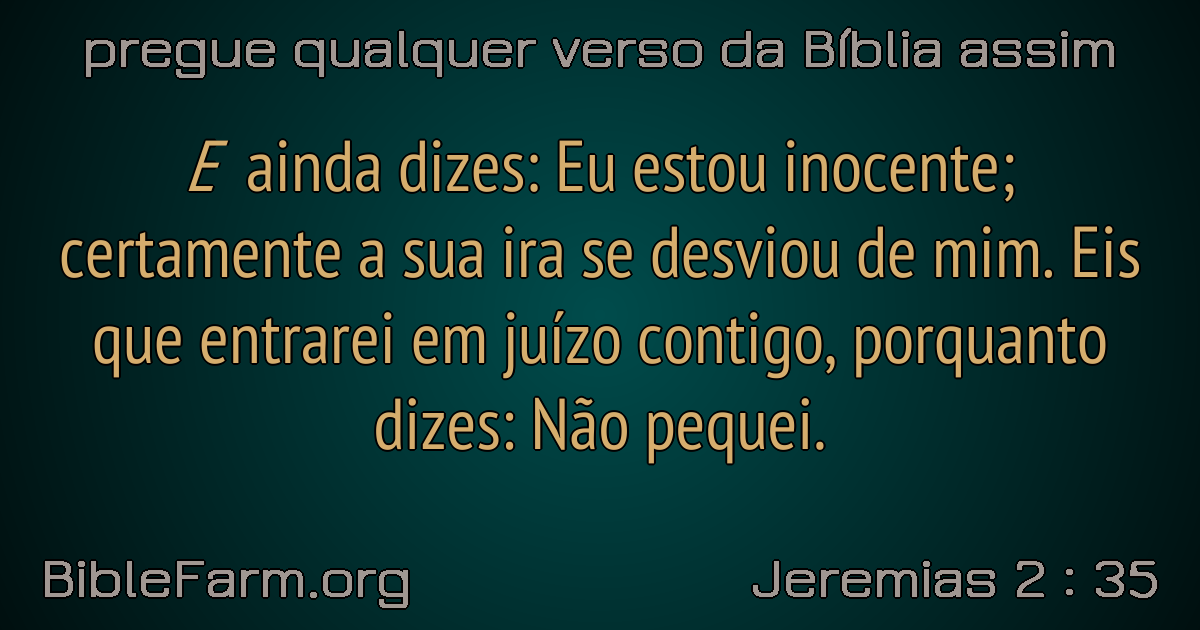 pregue qualquer verso da Bíblia assim
E ainda dizes: Eu estou inocente;
certamente a sua ira se desviou de mim. Eis
que entrarei em juízo contigo, porquanto
dizes: Não pequei.
BibleFarm.org
Jeremias 2 : 35